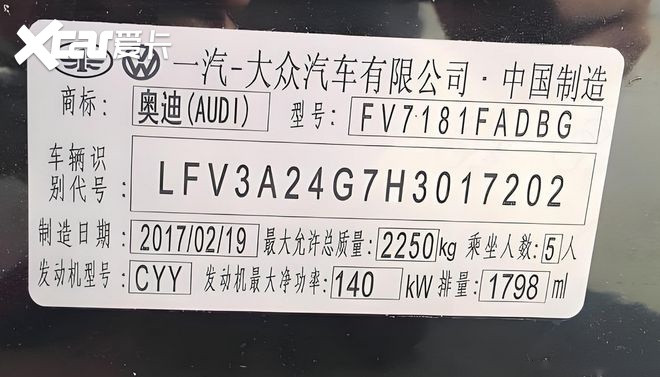 Xcar爱卡
一汽-大众汽车有限公司·中国制造
商标: 奥迪(AUDI) 型号: FV7181FADBG
车辆识
别代号: LFV3A24G7H3017202
制造日期: 2017/02/19 最大允许总质量: 2250kg 乘坐人数: 5人
发动机型号: CYY 发动机最大净功率: 140 kW 排量: 1798 ml